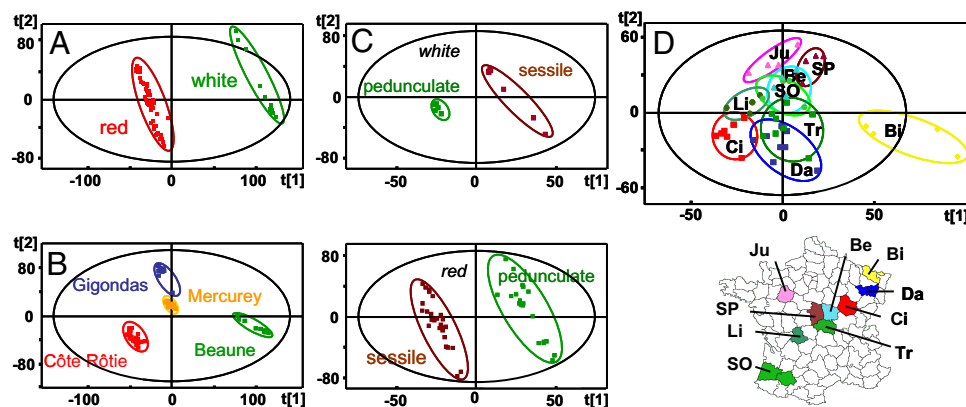 t[2]
A
80
white
0
red
-80
-100
0
100
t[1]
t[2]
C
80
white
sessile
pedunculate
0
-80
-50
0
50
t[1]
t[2]
D
60
Ju
SP
Be
SO
Li
0
Tr
Bi
Ci
Da
-60
-50
0
50
t[1]
t[2]
B
80
Gigondas
Mercurey
0
Côte Rôtie
Beaune
-80
-100
0
100
t[1]
80
red
pedunculate
0
sessile
-80
-50
0
50
t[1]
Ju
Be
Bi
Da
SP
Ci
Li
Tr
SO